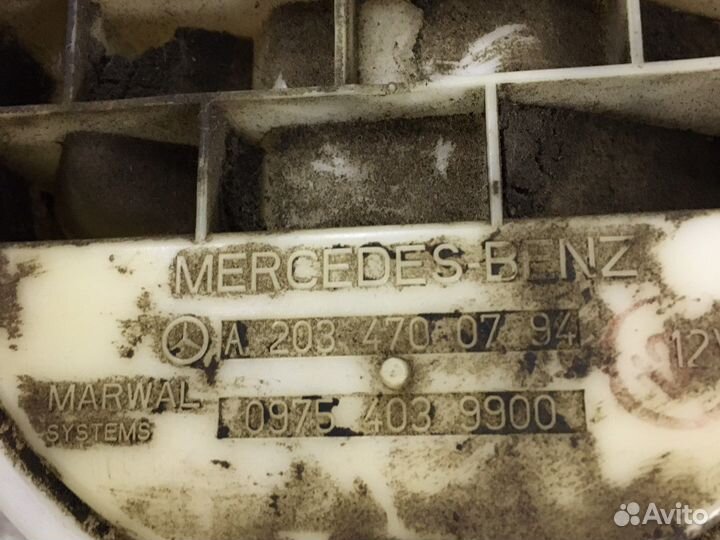 MERCEDES-BENZ
A 203 470 07 94
12V
MARWAL
SYSTEMS
0975 403 9900
Avito